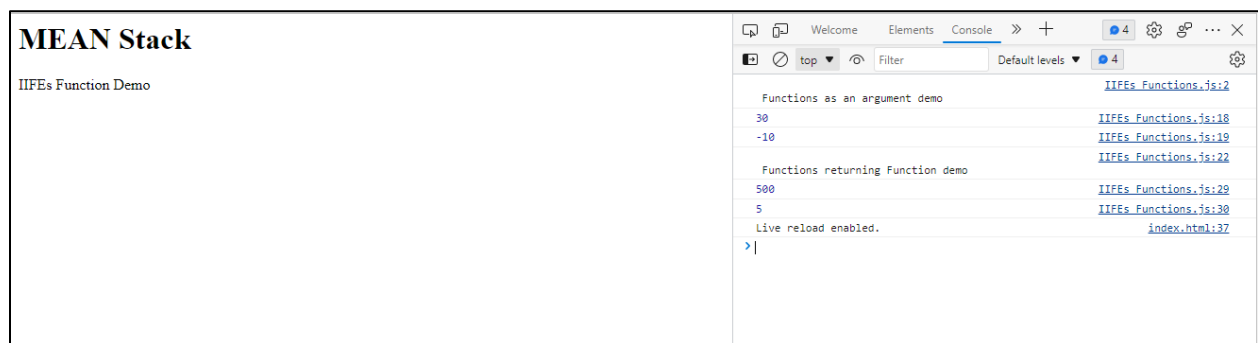 MEAN Stack
IIFEs Function Demo
Welcome Elements Console 4
top Filter Default levels 4
IIFEs Functions.js:2
Functions as an argument demo
30 IIFEs Functions.js:18
-10 IIFEs Functions.js:19
IIFEs Functions.js:22
Functions returning Function demo
500 IIFEs Functions.js:29
5 IIFEs Functions.js:30
Live reload enabled. index.html:37